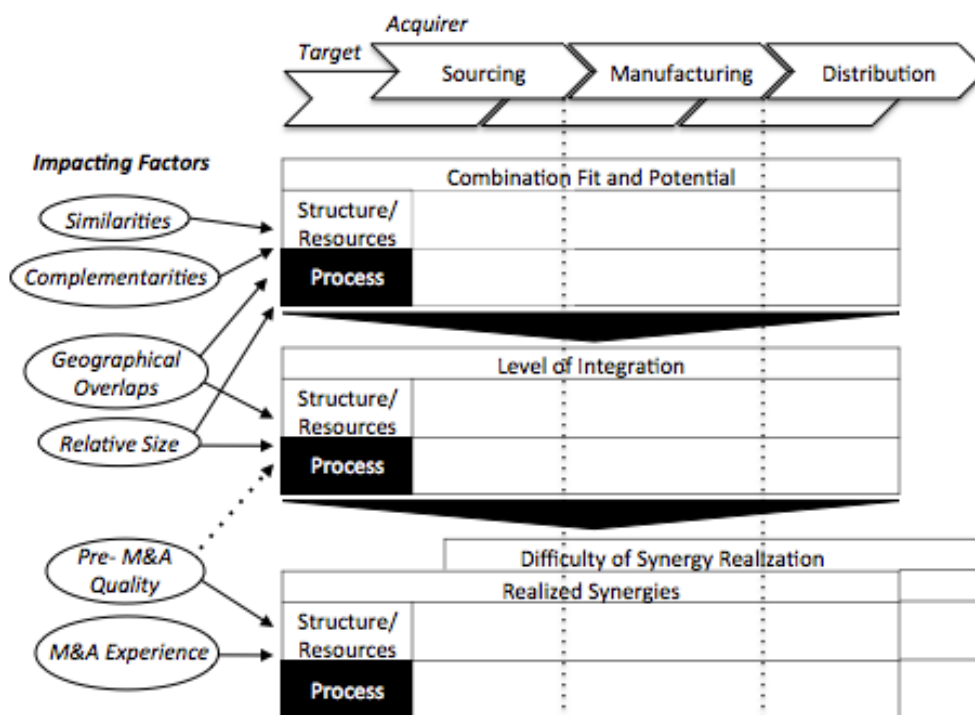 Acquirer
Target
Sourcing
Manufacturing
Distribution
Impacting Factors
Combination Fit and Potential
Similarities
Structure/
Resources
Complementarities
Process
Geographical
Overlaps
Level of Integration
Structure/
Resources
Relative Size
Process
Pre- M&A
Quality
Difficulty of Synergy Realization
Realized Synergies
Structure/
Resources
M&A Experience
Process